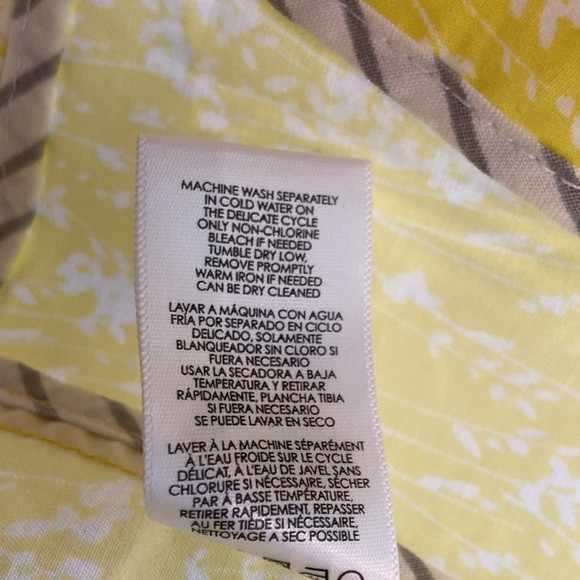 MACHINE WASH SEPARATELY
IN COLD WATER ON
THE DELICATE CYCLE
ONLY NON-CHLORINE
BLEACH IF NEEDED
TUMBLE DRY LOW,
REMOVE PROMPTLY
WARM IRON IF NEEDED
CAN BE DRY CLEANED
LAVAR A MÁQUINA CON AGUA
FRÍA POR SEPARADO EN CICLO
DELICADO, SOLAMENTE
BLANQUEADOR SIN CLORO SI
FUERA NECESARIO
USAR LA SECADORA A BAJA
TEMPERATURA Y RETIRAR
RÁPIDAMENTE, PLANCHA TIBIA
SI FUERA NECESARIO
SE PUEDE LAVAR EN SECO
LAVER À LA MACHINE SÉPARÉMENT
À L'EAU FROIDE SUR LE CYCLE
DÉLICAT, À L'EAU DE JAVEL SANS
CHLORURE SI NÉCESSAIRE, SÉCHER
PAR À BASSE TEMPÉRATURE,
RETIRER RAPIDEMENT, REPASSER
AU FER TIÈDE SI NÉCESSAIRE,
NETTOYAGE A SEC POSSIBLE